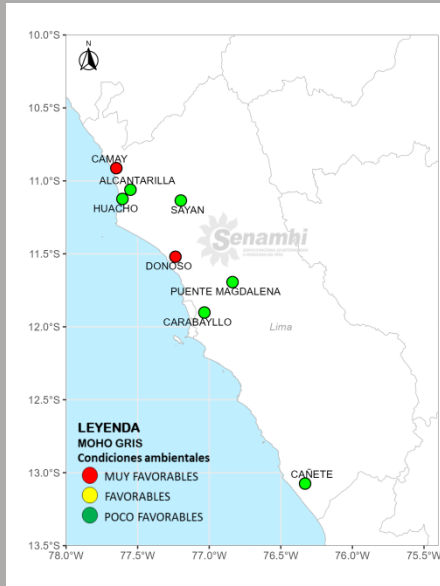 10.0°S
N
10.5°S
CAMAY
11.0°S
ALCANTARILLA
HUACHO
SAYAN
Senamhi
11.5°S
DONOSO
PUENTE MAGDALENA
CARABAYLLO
Lima
12.0°S
12.5°S
LEYENDA
MOHO GRIS
Condiciones ambientales
MUY FAVORABLES
FAVORABLES
POCO FAVORABLES
CAÑETE
13.0°S
13.5°S
78.0°W 77.5°W 77.0°W 76.5°W 76.0°W 75.5°W